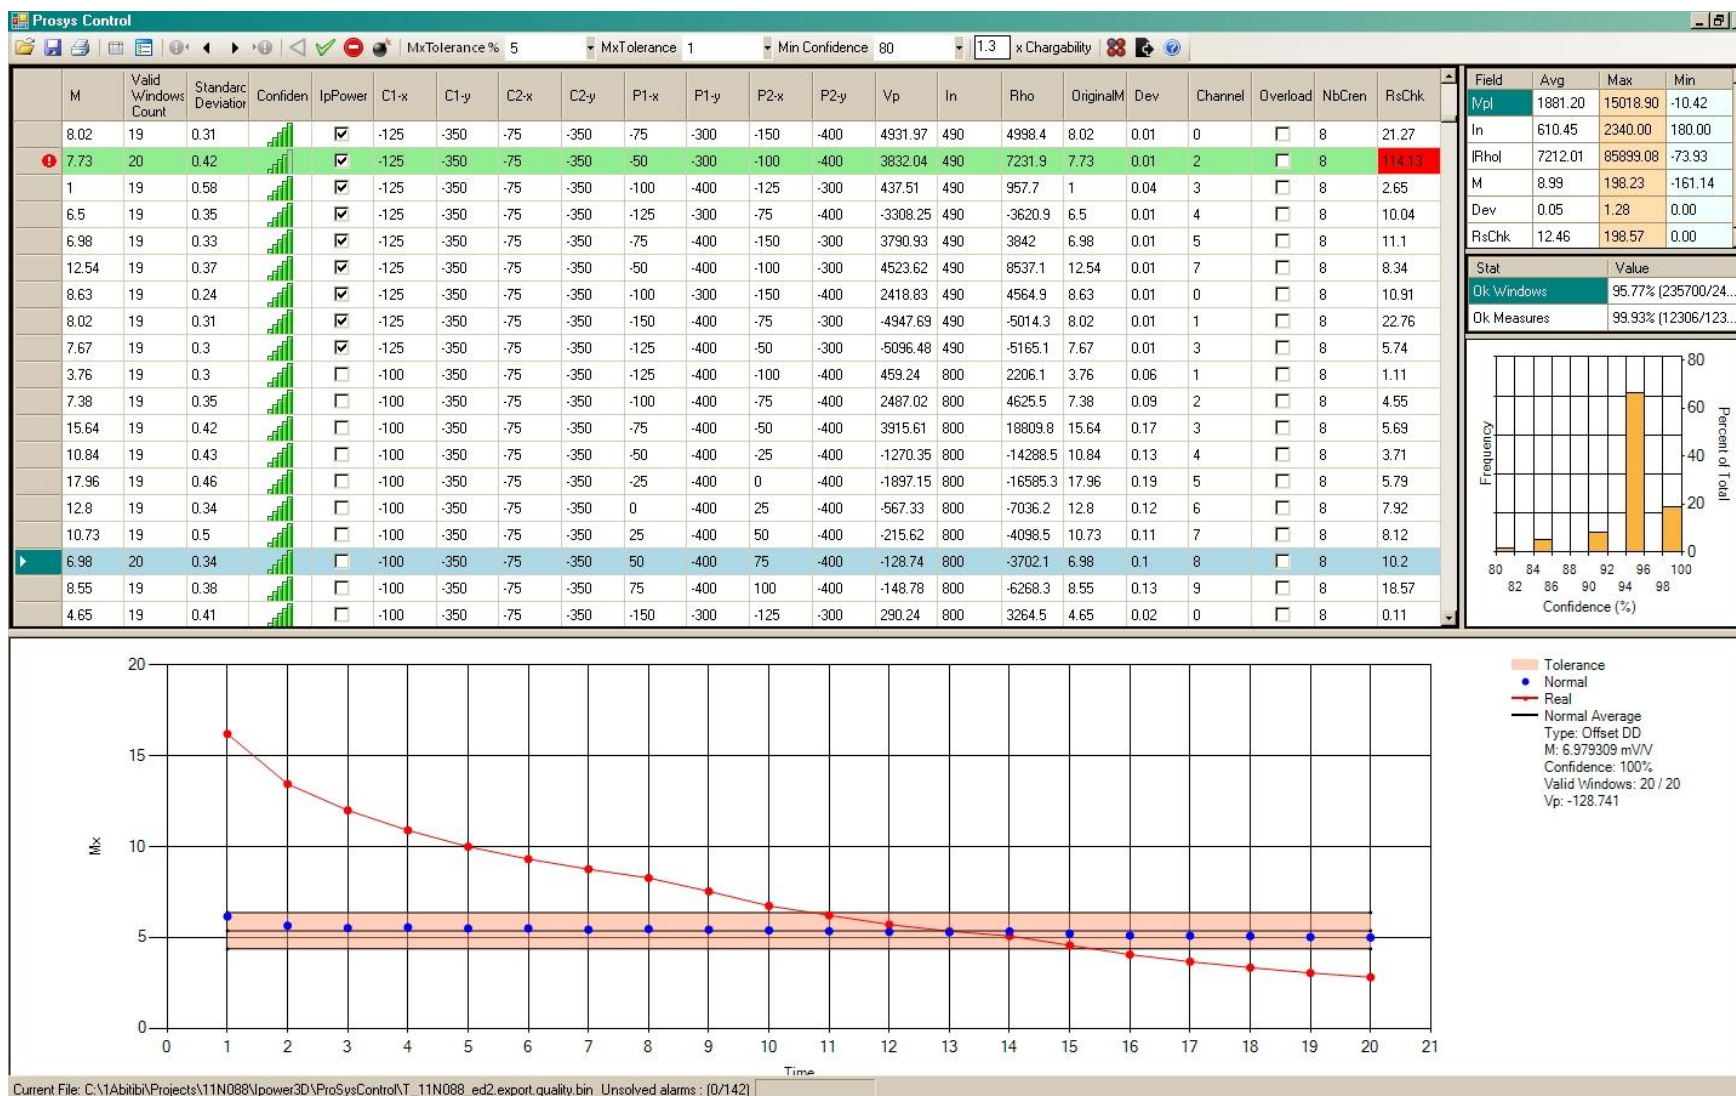 Prosys Control
MxTolerance % 5 MxTolerance 1 Min Confidence 80 1.3 x Chargability
M Valid Windows Count Standarc Deviatior Confiden IpPower C1-x C1-y C2-x C2-y P1-x P1-y P2-x P2-y Vp In Rho OriginalM Dev Channel Overload NbCren RsChk
8.02 19 0.31 -125 -350 -75 -350 -75 -300 -150 -400 4931.97 490 4998.4 8.02 0.01 0 8 21.27
7.73 20 0.42 -125 -350 -75 -350 -50 -300 -100 -400 3832.04 490 7231.9 7.73 0.01 2 8 114.13
1 19 0.58 -125 -350 -75 -350 -100 -400 -125 -300 437.51 490 957.7 1 0.04 3 8 2.65
6.5 19 0.35 -125 -350 -75 -350 -125 -300 -75 -400 -3308.25 490 -3620.9 6.5 0.01 4 8 10.04
6.98 19 0.33 -125 -350 -75 -350 -75 -400 -150 -300 3790.93 490 3842 6.98 0.01 5 8 11.1
12.54 19 0.37 -125 -350 -75 -350 -50 -400 -100 -300 4523.62 490 8537.1 12.54 0.01 7 8 8.34
8.63 19 0.24 -125 -350 -75 -350 -100 -300 -150 -400 2418.83 490 4564.9 8.63 0.01 0 8 10.91
8.02 19 0.31 -125 -350 -75 -350 -150 -400 -75 -300 -4947.69 490 -5014.3 8.02 0.01 1 8 22.76
7.67 19 0.3 -125 -350 -75 -350 -125 -400 -50 -300 -5096.48 490 -5165.1 7.67 0.01 3 8 5.74
3.76 19 0.3 -100 -350 -75 -350 -125 -400 -100 -400 459.24 800 2206.1 3.76 0.06 1 8 1.11
7.38 19 0.35 -100 -350 -75 -350 -100 -400 -75 -400 2487.02 800 4625.5 7.38 0.09 2 8 4.55
15.64 19 0.42 -100 -350 -75 -350 -75 -400 -50 -400 3915.61 800 18809.8 15.64 0.17 3 8 5.69
10.84 19 0.43 -100 -350 -75 -350 -50 -400 -25 -400 -1270.35 800 -14288.5 10.84 0.13 4 8 3.71
17.96 19 0.46 -100 -350 -75 -350 -25 -400 0 -400 -1897.15 800 -16585.3 17.96 0.19 5 8 5.79
12.8 19 0.34 -100 -350 -75 -350 0 -400 25 -400 -567.33 800 -7036.2 12.8 0.12 6 8 7.92
10.73 19 0.5 -100 -350 -75 -350 25 -400 50 -400 -215.62 800 -4098.5 10.73 0.11 7 8 8.12
6.98 20 0.34 -100 -350 -75 -350 50 -400 75 -400 -128.74 800 -3702.1 6.98 0.1 8 8 10.2
8.55 19 0.38 -100 -350 -75 -350 75 -400 100 -400 -148.78 800 -6268.3 8.55 0.13 9 8 18.57
4.65 19 0.41 -100 -350 -75 -350 -150 -300 -125 -300 290.24 800 3264.5 4.65 0.02 0 8 0.11
Field Avg Max Min
|Vp| 1881.20 15018.90 -10.42
In 610.45 2340.00 180.00
|Rho| 7212.01 85899.08 -73.93
M 8.99 198.23 -161.14
Dev 0.05 1.28 0.00
RsChk 12.46 198.57 0.00
Stat Value
Ok Windows 95.77% (235700/24...
Ok Measures 99.93% (12306/123...
Frequency
80
60
40
20
0
Percent of Total
80 84 88 92 96 100
82 86 90 94 98
Confidence (%)
20
15
10
5
0
Mx
0 1 2 3 4 5 6 7 8 9 10 11 12 13 14 15 16 17 18 19 20 21
Time
Tolerance
Normal
Real
Normal Average
Type: Offset DD
M: 6.979309 mV/V
Confidence: 100%
Valid Windows: 20 / 20
Vp: -128.741
Current File: C:\1Abitibi\Projects\11N088\Ipower3D\ProSysControl\T_11N088_ed2.export.quality.bin Unsolved alarms : (0/142)